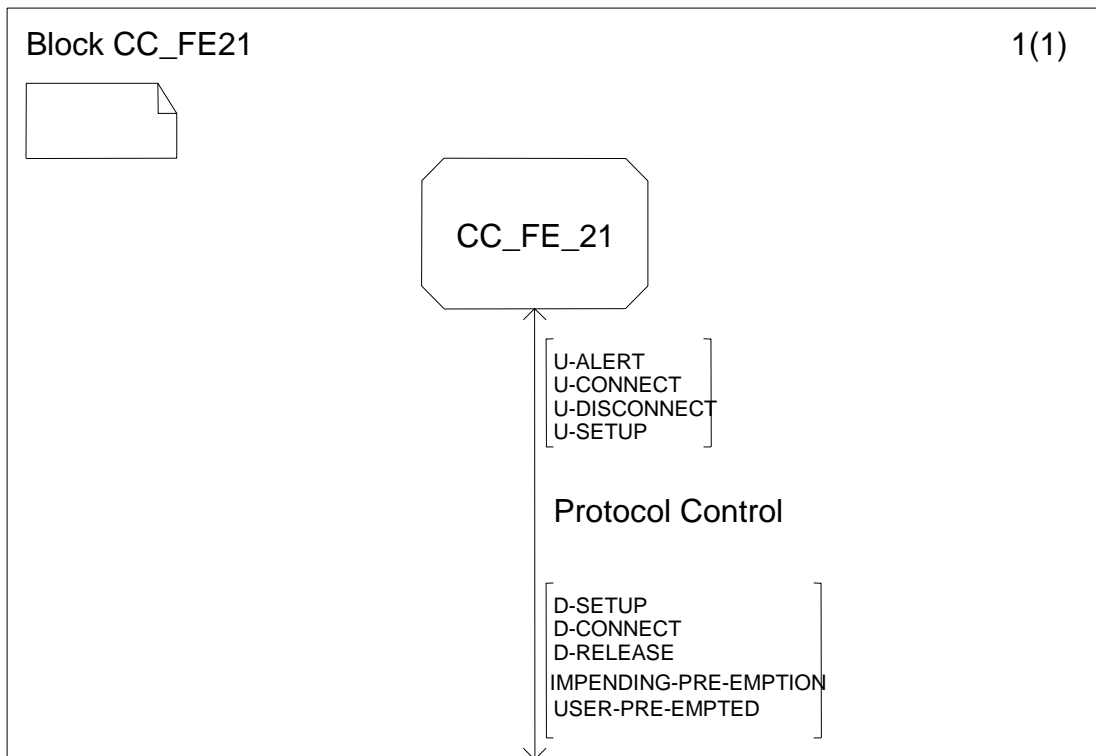 Block CC_FE21
1(1)
CC_FE_21
U-ALERT
U-CONNECT
U-DISCONNECT
U-SETUP
Protocol Control
D-SETUP
D-CONNECT
D-RELEASE
IMPENDING-PRE-EMPTION
USER-PRE-EMPTED